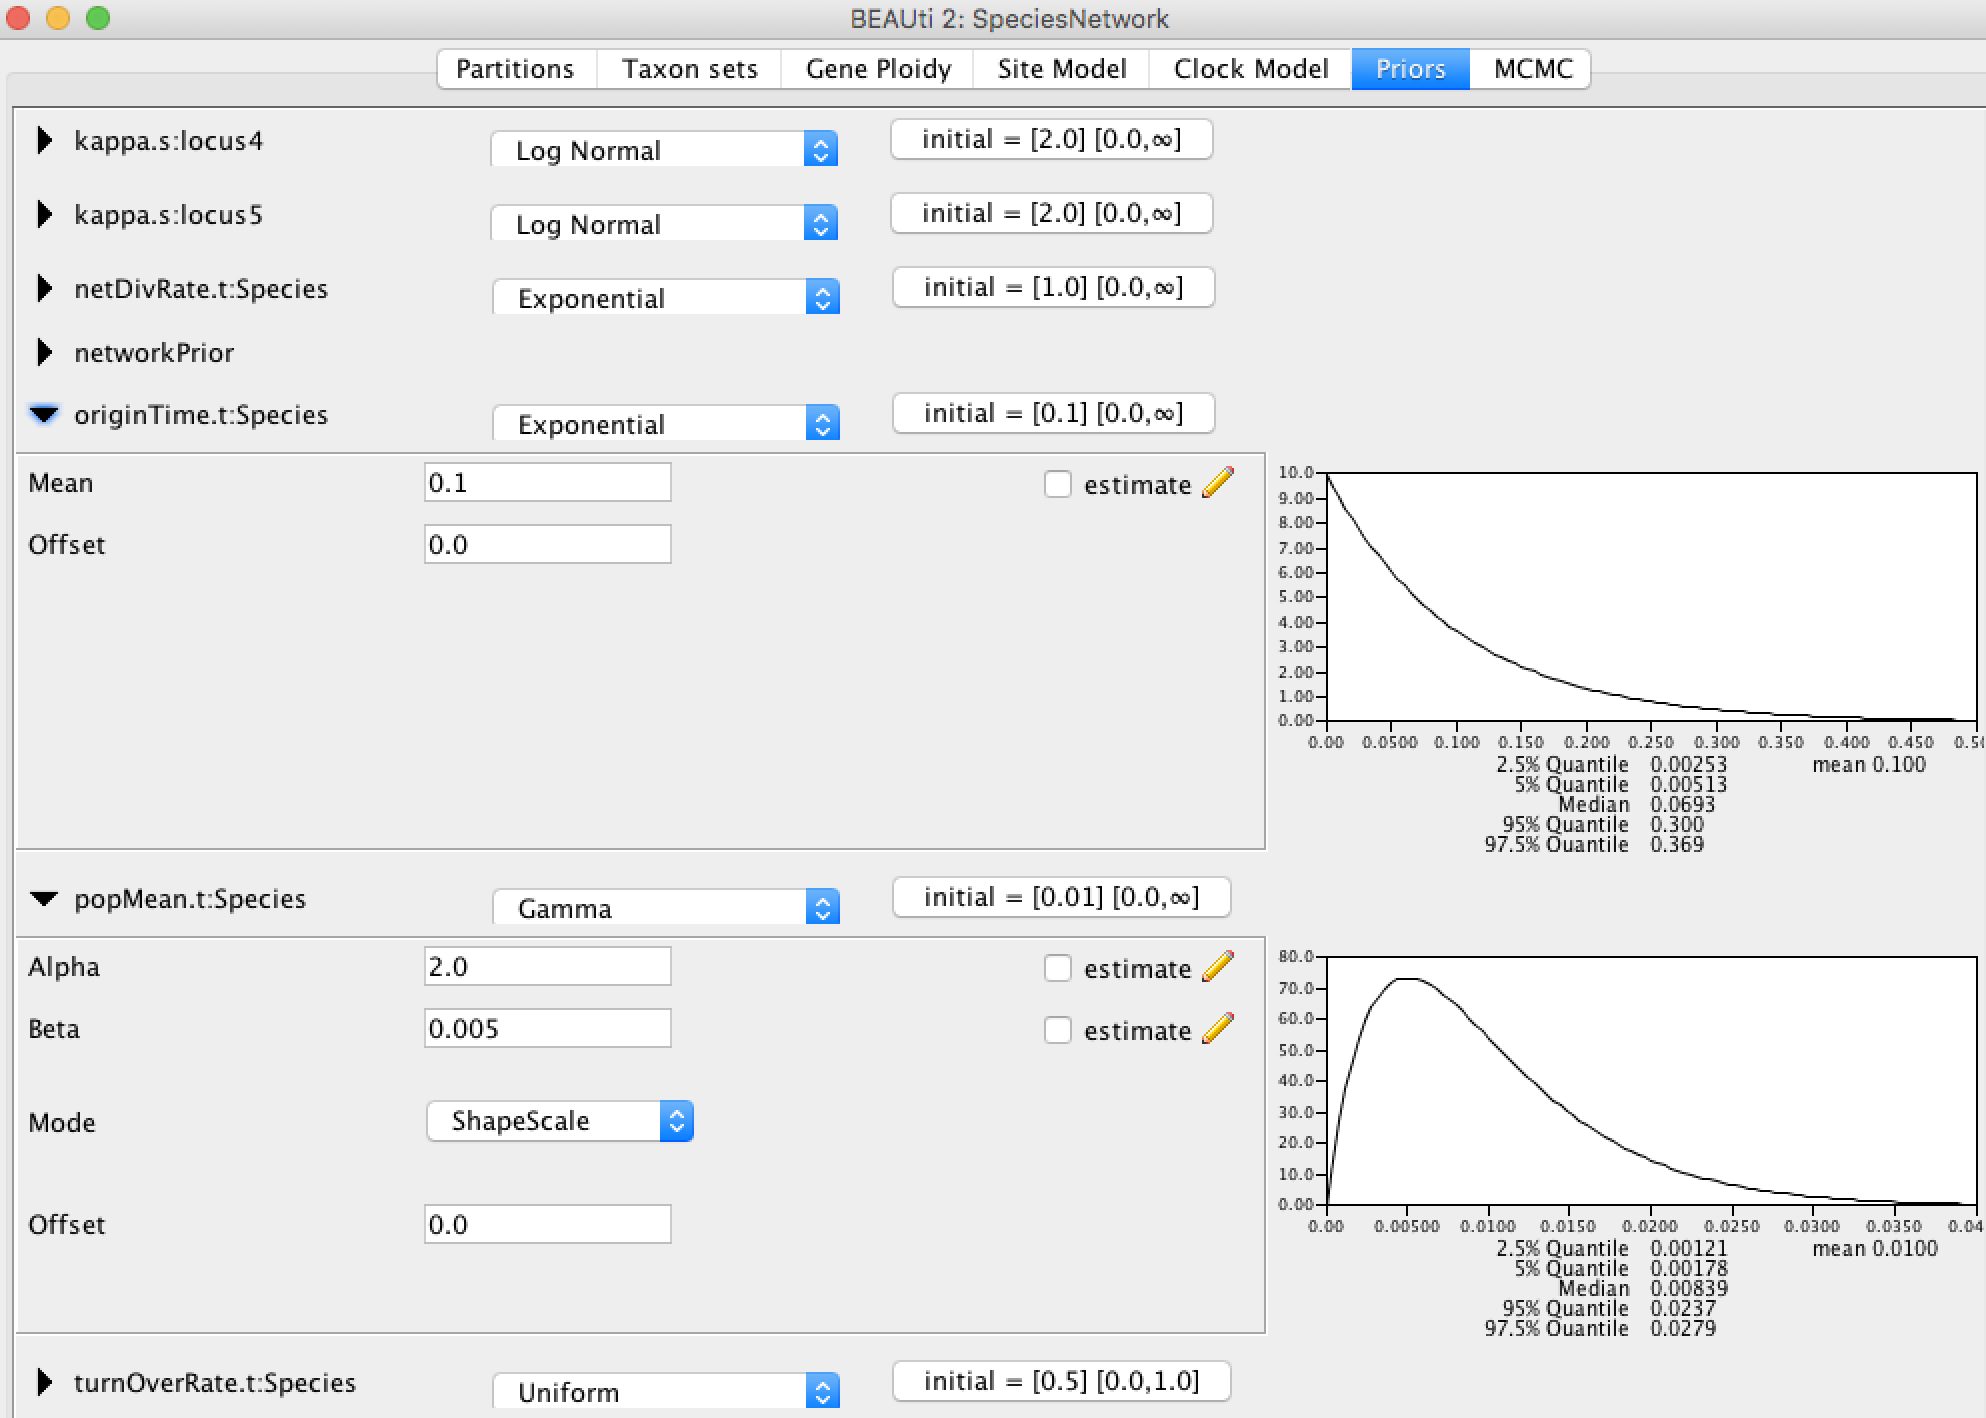 BEAUti 2: SpeciesNetwork
Partitions Taxon sets Gene Ploidy Site Model Clock Model Priors MCMC
kappa.s:locus4 Log Normal initial = [2.0] [0.0,∞]
kappa.s:locus5 Log Normal initial = [2.0] [0.0,∞]
netDivRate.t:Species Exponential initial = [1.0] [0.0,∞]
networkPrior
originTime.t:Species Exponential initial = [0.1] [0.0,∞]
Mean 0.1 estimate
Offset 0.0
10.0
9.00
8.00
7.00
6.00
5.00
4.00
3.00
2.00
1.00
0.00
0.00 0.0500 0.100 0.150 0.200 0.250 0.300 0.350 0.400 0.450
2.5% Quantile 0.00253 mean 0.100
5% Quantile 0.00513
Median 0.0693
95% Quantile 0.300
97.5% Quantile 0.369
popMean.t:Species Gamma initial = [0.01] [0.0,∞]
Alpha 2.0 estimate
Beta 0.005 estimate
Mode ShapeScale
Offset 0.0
80.0
70.0
60.0
50.0
40.0
30.0
20.0
10.0
0.00
0.00 0.00500 0.0100 0.0150 0.0200 0.0250 0.0300 0.0350 0.04
2.5% Quantile 0.00121 mean 0.0100
5% Quantile 0.00178
Median 0.00839
95% Quantile 0.0237
97.5% Quantile 0.0279
turnOverRate.t:Species Uniform initial = [0.5] [0.0,1.0]